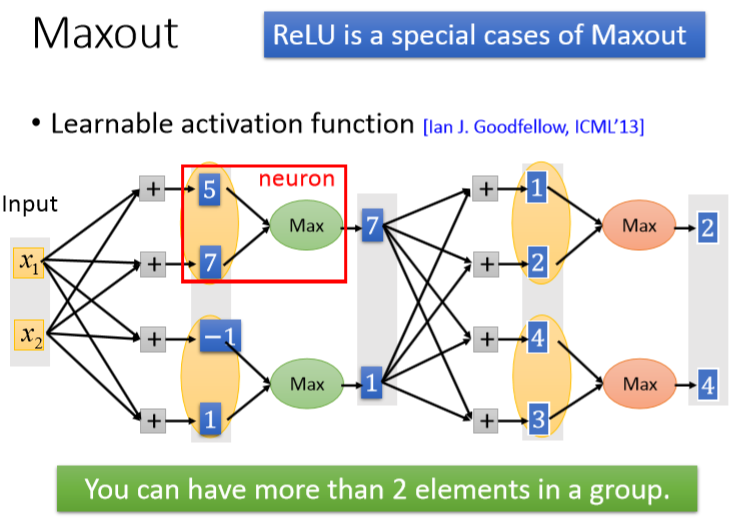 Maxout
ReLU is a special cases of Maxout
• Learnable activation function [Ian J. Goodfellow, ICML'13]
neuron
Input
+ 5 + 1
Max 7 Max 2
x1 + 7 + 2
x2 + −1 + 4
Max 1 Max 4
+ 1 + 3
You can have more than 2 elements in a group.